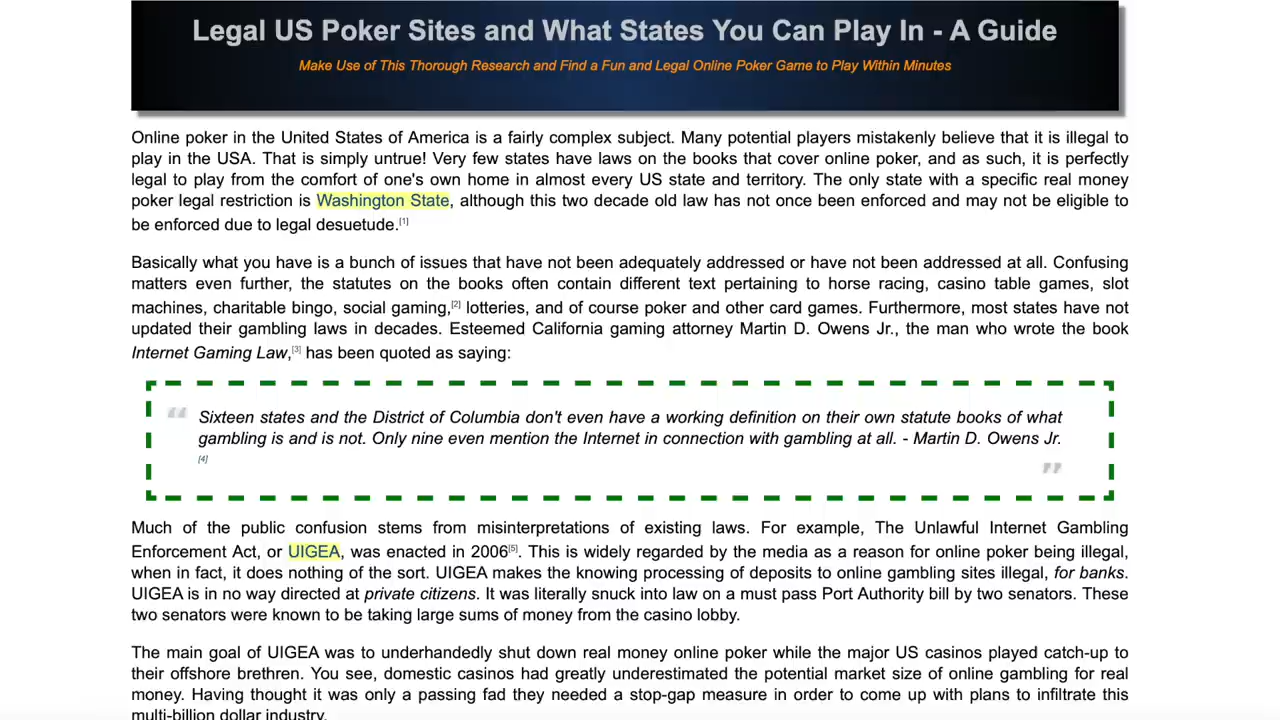 Legal US Poker Sites and What States You Can Play In - A Guide
Make Use of This Thorough Research and Find a Fun and Legal Online Poker Game to Play Within Minutes
Online poker in the United States of America is a fairly complex subject. Many potential players mistakenly believe that it is illegal to
play in the USA. That is simply untrue! Very few states have laws on the books that cover online poker, and as such, it is perfectly
legal to play from the comfort of one's own home in almost every US state and territory. The only state with a specific real money
poker legal restriction is Washington State, although this two decade old law has not once been enforced and may not be eligible to
be enforced due to legal desuetude.[1]
Basically what you have is a bunch of issues that have not been adequately addressed or have not been addressed at all. Confusing
matters even further, the statutes on the books often contain different text pertaining to horse racing, casino table games, slot
machines, charitable bingo, social gaming,[2] lotteries, and of course poker and other card games. Furthermore, most states have not
updated their gambling laws in decades. Esteemed California gaming attorney Martin D. Owens Jr., the man who wrote the book
Internet Gaming Law,[3] has been quoted as saying:
" Sixteen states and the District of Columbia don't even have a working definition on their own statute books of what
gambling is and is not. Only nine even mention the Internet in connection with gambling at all. - Martin D. Owens Jr.
[4]
"
Much of the public confusion stems from misinterpretations of existing laws. For example, The Unlawful Internet Gambling
Enforcement Act, or UIGEA, was enacted in 2006[5]. This is widely regarded by the media as a reason for online poker being illegal,
when in fact, it does nothing of the sort. UIGEA makes the knowing processing of deposits to online gambling sites illegal, for banks.
UIGEA is in no way directed at private citizens. It was literally snuck into law on a must pass Port Authority bill by two senators. These
two senators were known to be taking large sums of money from the casino lobby.
The main goal of UIGEA was to underhandedly shut down real money online poker while the major US casinos played catch-up to
their offshore brethren. You see, domestic casinos had greatly underestimated the potential market size of online gambling for real
money. Having thought it was only a passing fad they needed a stop-gap measure in order to come up with plans to infiltrate this
multi-billion dollar industry.